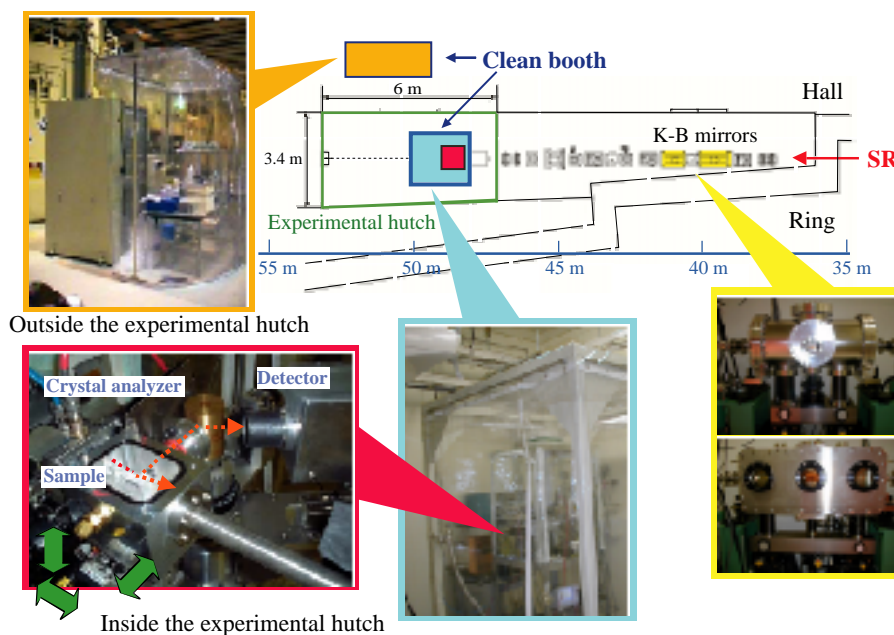 Clean booth
6 m
Hall
3.4 m
K-B mirrors
SR
Experimental hutch
Ring
55 m
50 m
45 m
40 m
35 m
Outside the experimental hutch
Crystal analyzer
Detector
Sample
Inside the experimental hutch